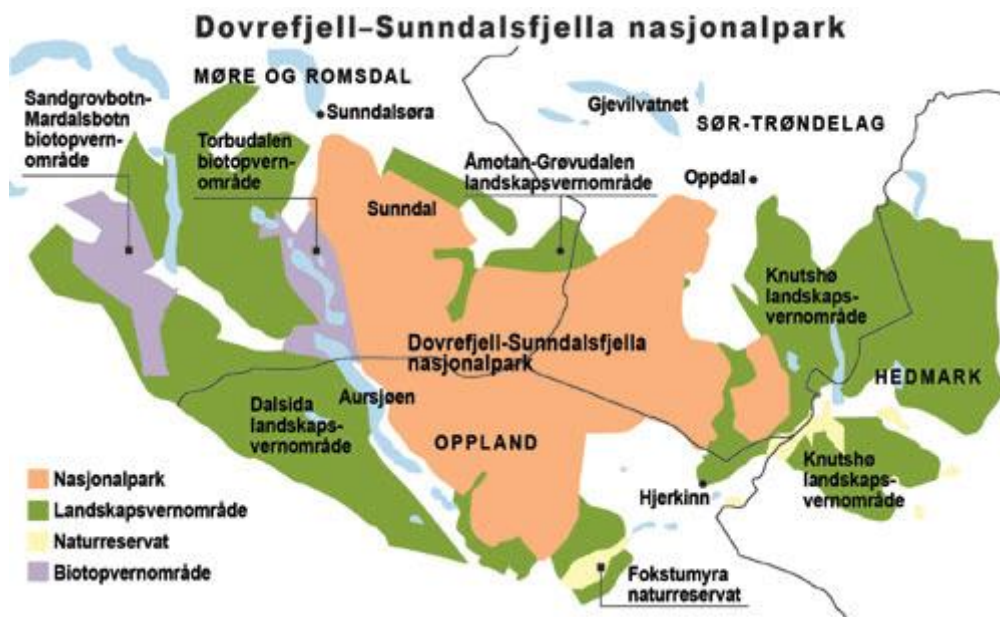 Dovrefjell–Sunndalsfjella nasjonalpark
MØRE OG ROMSDAL
Sandgrovbotn-
Mardalsbotn
biotopvern-
område
Sunndalsøra
Torbudalen
biotopvern-
område
Gjevilvatnet
SØR-TRØNDELAG
Åmotan-Grøvudalen
landskapsvernområde
Oppdal
Sunndal
Knutshø
landskaps-
vernområde
Dovrefjell-Sunndalsfjella
nasjonalpark
HEDMARK
Aursjøen
Dalsida
landskaps-
vernområde
OPPLAND
Knutshø
landskaps-
vernområde
Hjerkinn
Nasjonalpark
Landskapsvernområde
Naturreservat
Biotopvernområde
Fokstumyra
naturreservat